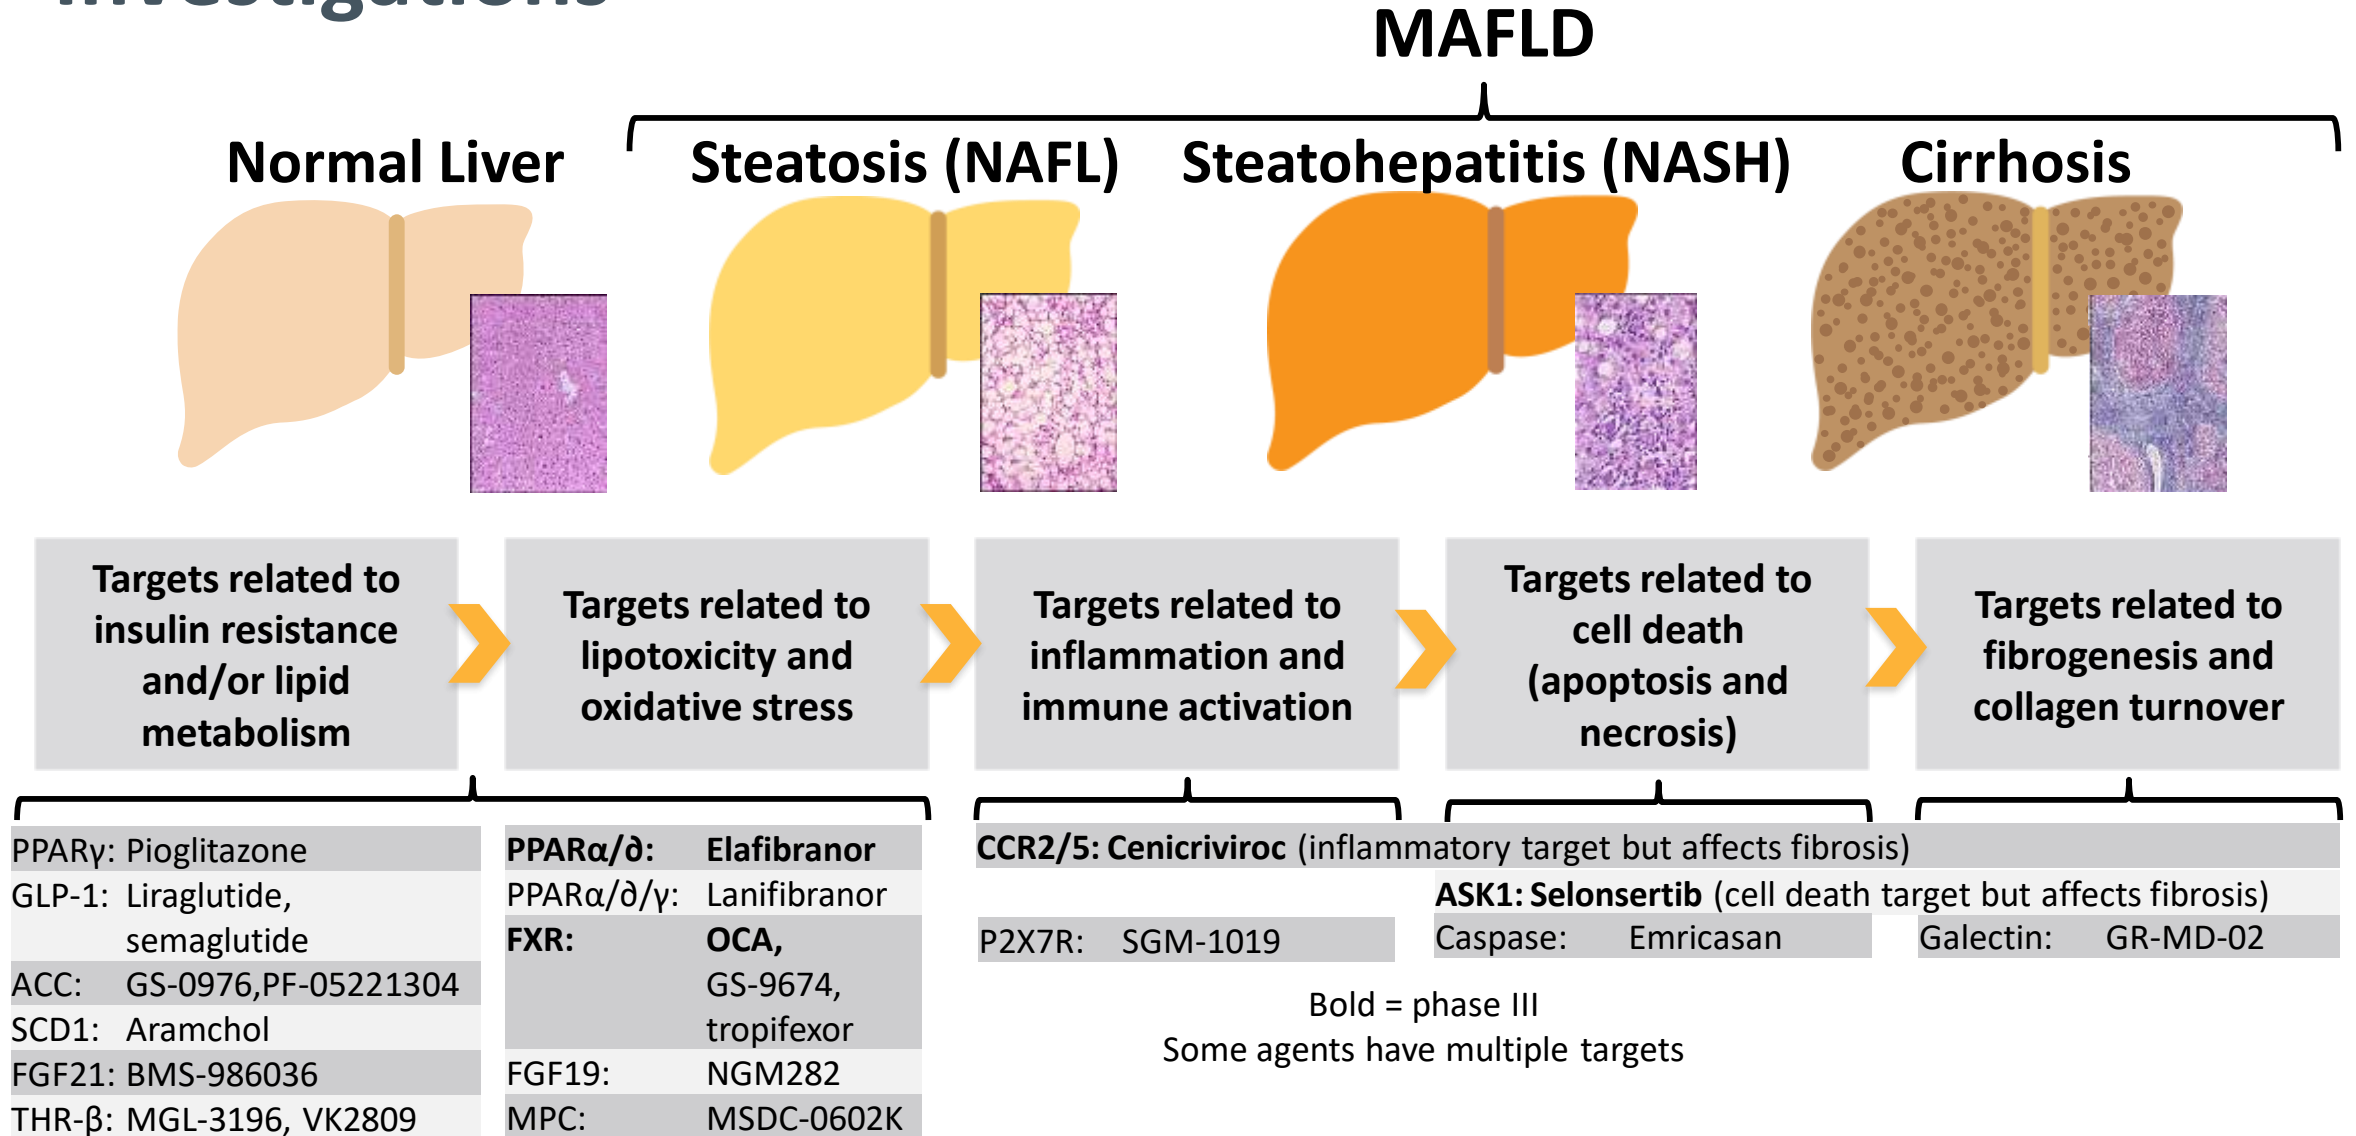 Investigations
MAFLD
Normal Liver
Steatosis (NAFL)
Steatohepatitis (NASH)
Cirrhosis
Targets related to
insulin resistance
and/or lipid
metabolism
Targets related to
lipotoxicity and
oxidative stress
Targets related to
inflammation and
immune activation
Targets related to
cell death
(apoptosis and
necrosis)
Targets related to
fibrogenesis and
collagen turnover
PPARγ: Pioglitazone
GLP-1: Liraglutide,
semaglutide
ACC: GS-0976,PF-05221304
SCD1: Aramchol
FGF21: BMS-986036
THR-β: MGL-3196, VK2809
PPARα/∂: Elafibranor
PPARα/∂/γ: Lanifibranor
FXR: OCA,
GS-9674,
tropifexor
FGF19: NGM282
MPC: MSDC-0602K
CCR2/5: Cenicriviroc (inflammatory target but affects fibrosis)
ASK1: Selonsertib (cell death target but affects fibrosis)
P2X7R: SGM-1019
Caspase: Emricasan
Galectin: GR-MD-02
Bold = phase III
Some agents have multiple targets